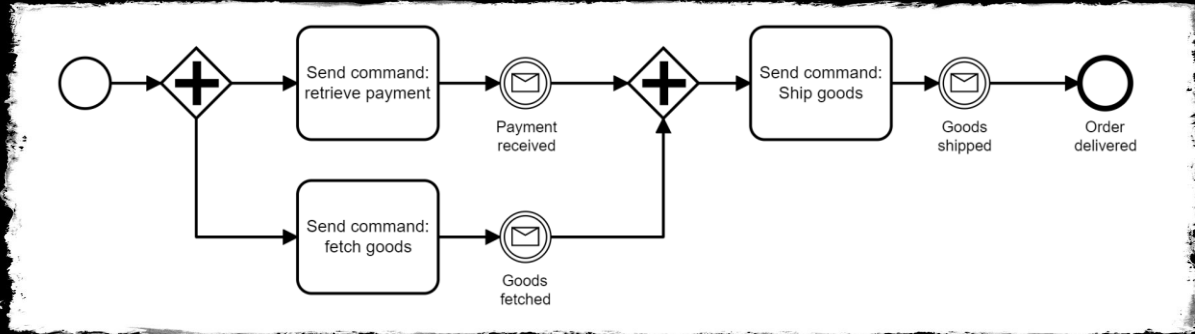 Send command:
retrieve payment
Payment
received
Send command:
Ship goods
Goods
shipped
Order
delivered
Send command:
fetch goods
Goods
fetched